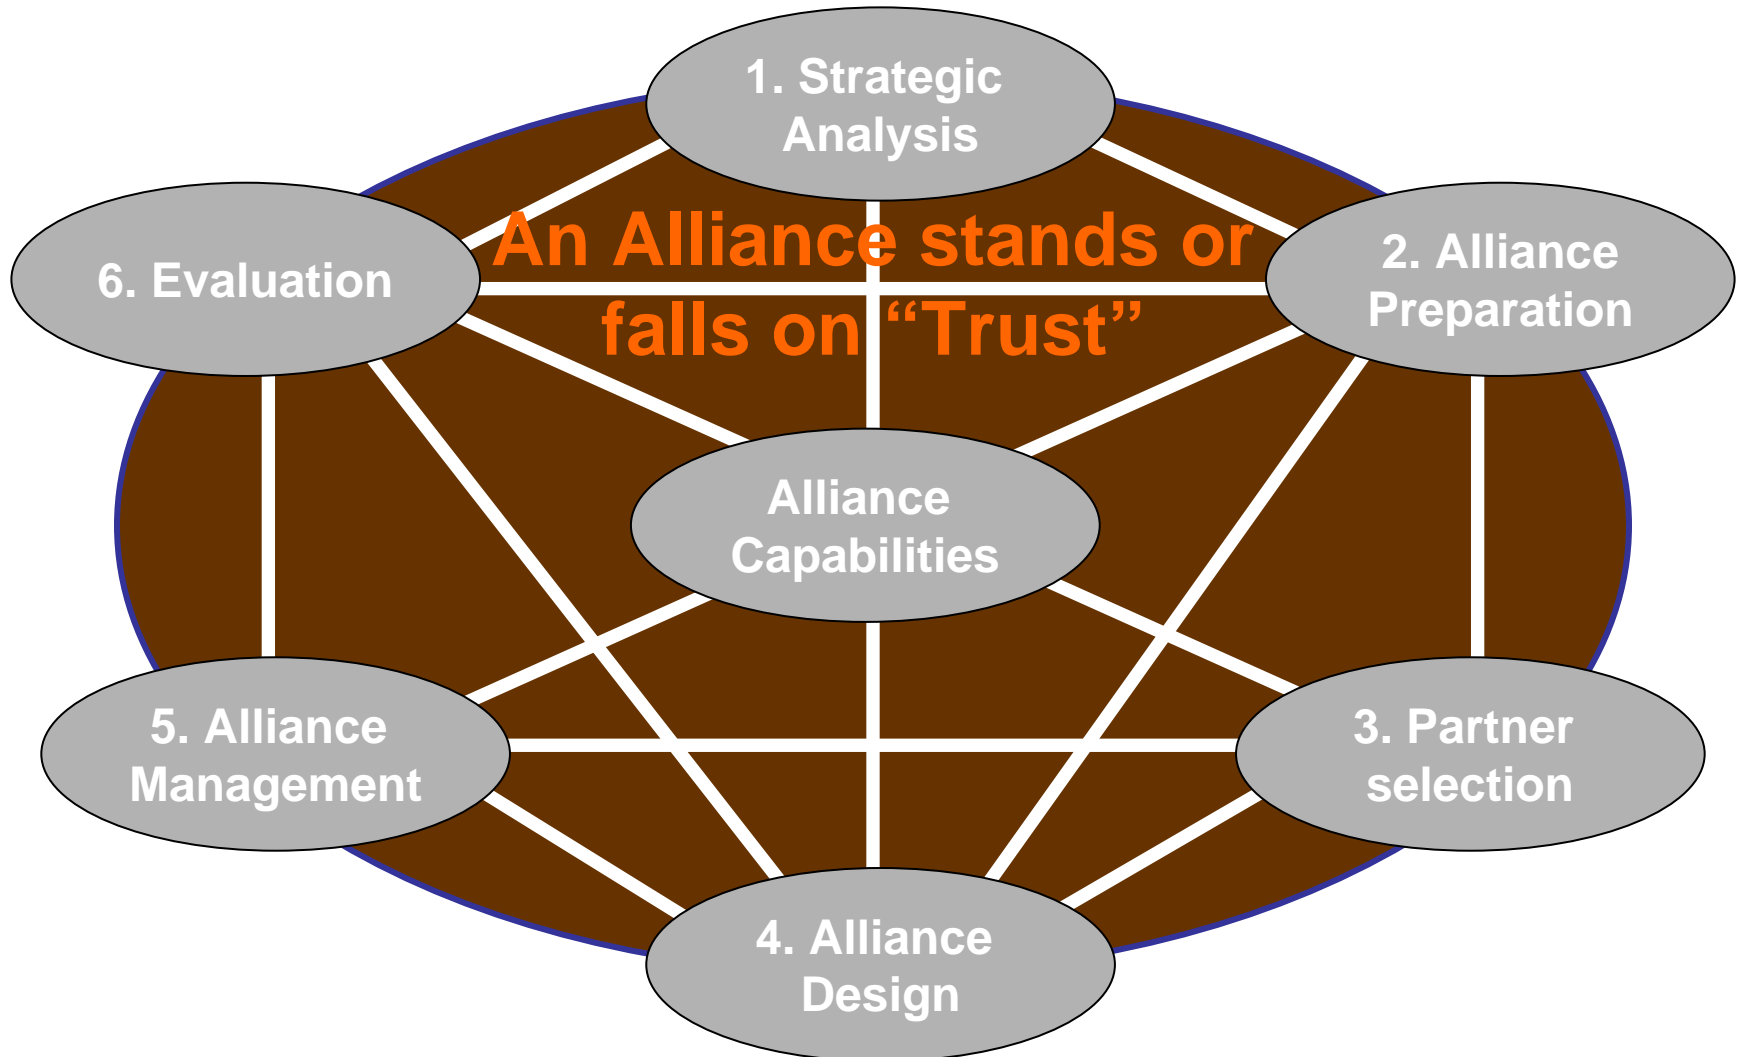 1. Strategic
Analysis
An Alliance stands or
falls on “Trust”
6. Evaluation
2. Alliance
Preparation
Alliance
Capabilities
5. Alliance
Management
3. Partner
selection
4. Alliance
Design